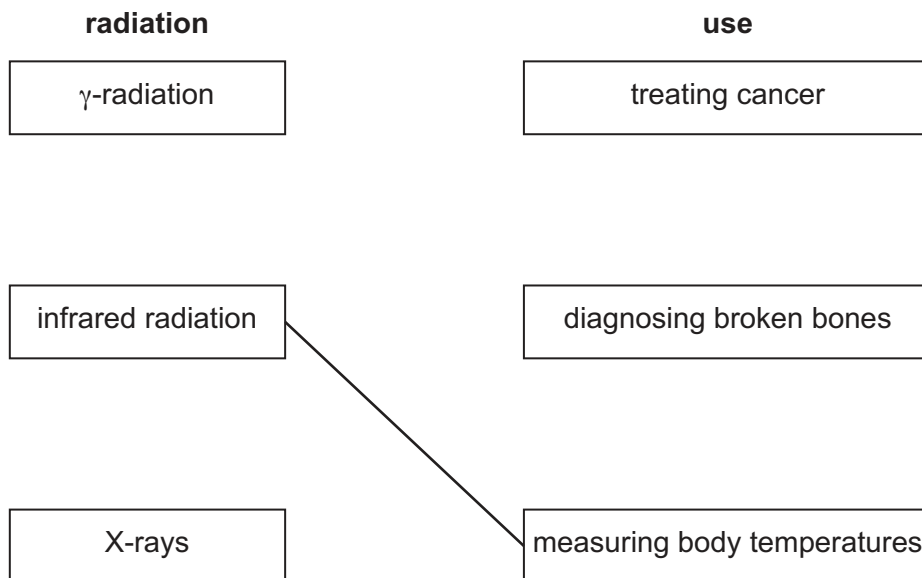 radiation use
γ-radiation treating cancer
infrared radiation diagnosing broken bones
X-rays measuring body temperatures